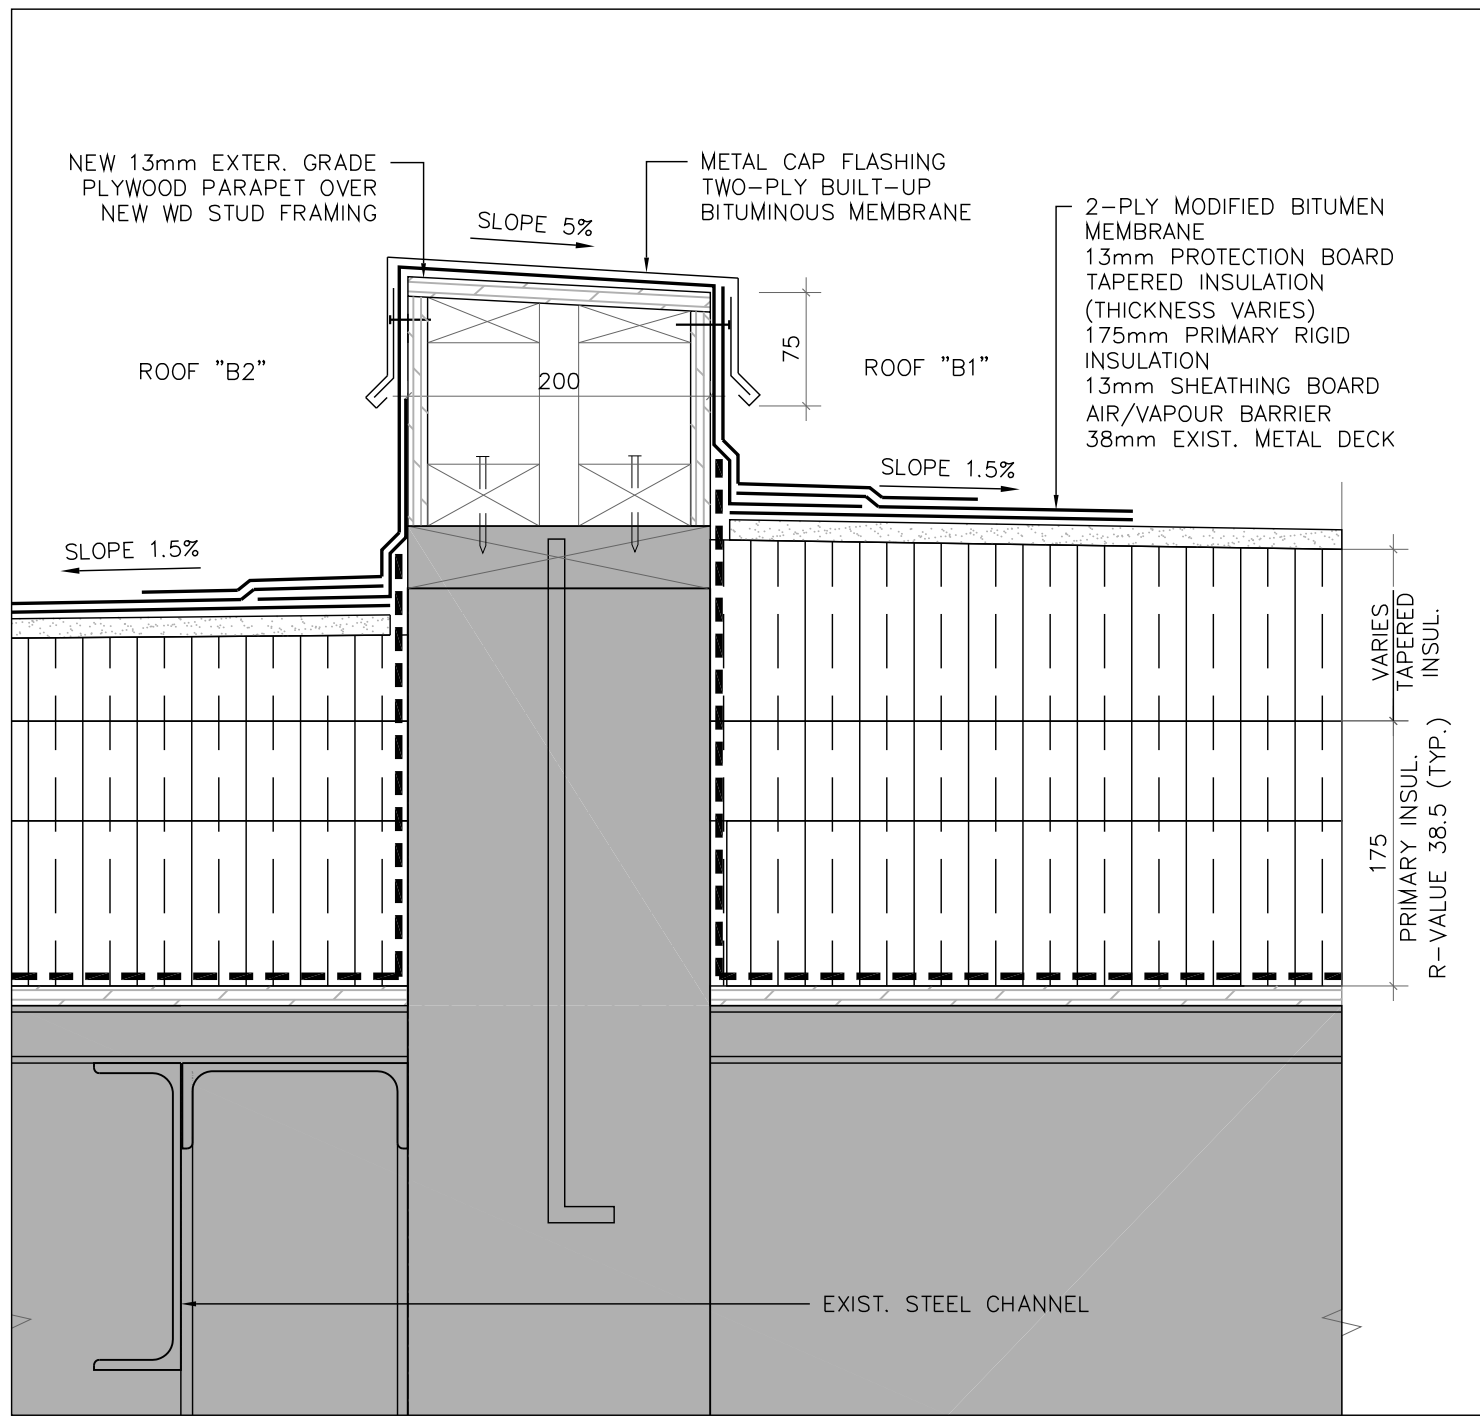 NEW 13mm EXTER. GRADE
PLYWOOD PARAPET OVER
NEW WD STUD FRAMING
METAL CAP FLASHING
TWO-PLY BUILT-UP
BITUMINOUS MEMBRANE
2-PLY MODIFIED BITUMEN
MEMBRANE
13mm PROTECTION BOARD
TAPERED INSULATION
(THICKNESS VARIES)
175mm PRIMARY RIGID
INSULATION
13mm SHEATHING BOARD
AIR/VAPOUR BARRIER
38mm EXIST. METAL DECK
SLOPE 5%
75
ROOF "B2"
200
ROOF "B1"
SLOPE 1.5%
SLOPE 1.5%
VARIES
TAPERED
INSUL.
175
PRIMARY INSUL.
R-VALUE 38.5 (TYP.)
EXIST. STEEL CHANNEL